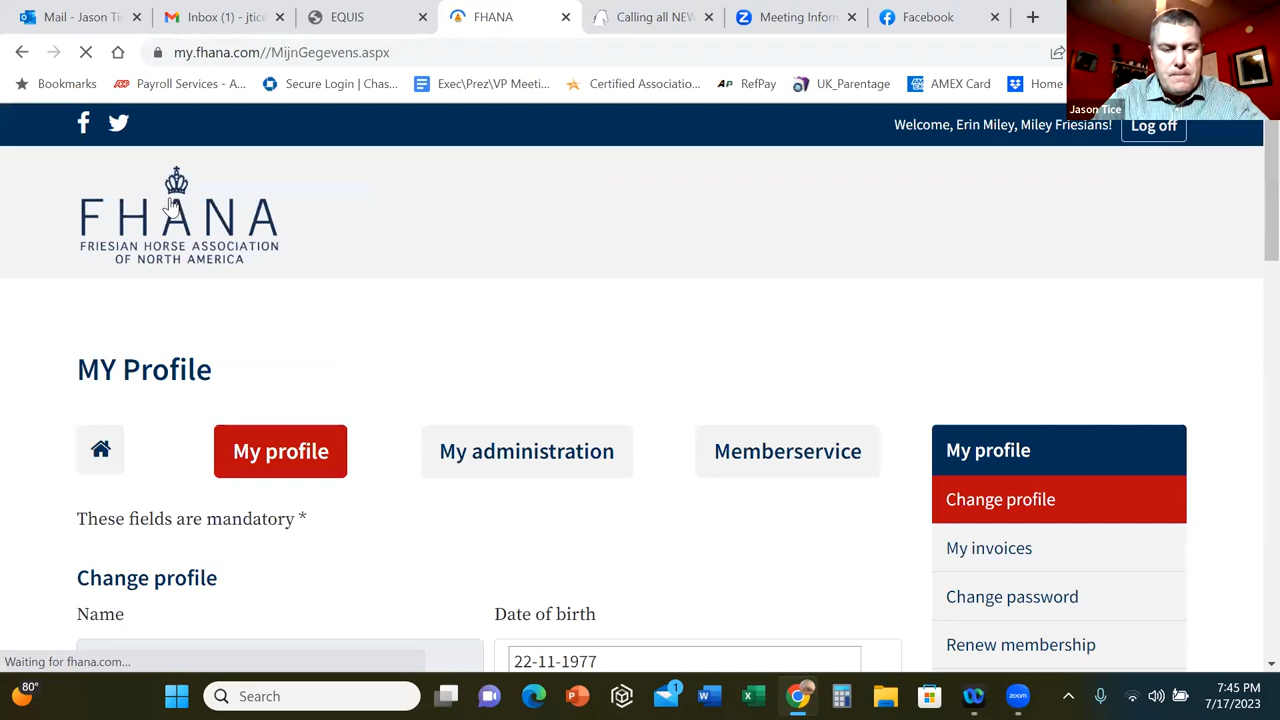 Mail - Jason Ti
Inbox (1) - jtice
EQUIS
FHANA
Calling all NEW
Meeting Inform
Facebook
my.fhana.com//MijnGegevens.aspx
Bookmarks
Payroll Services - A...
Secure Login | Chas...
Exec\Prez\VP Meeti...
Certified Associatio...
RefPay
UK_Parentage
AMEX Card
Home
Jason Tice
Welcome, Erin Miley, Miley Friesians!
Log off
FHANA
FRIESIAN HORSE ASSOCIATION
OF NORTH AMERICA
MY Profile
My profile
My administration
Memberservice
My profile
Change profile
My invoices
Change password
Renew membership
These fields are mandatory *
Change profile
Name
Date of birth
22-11-1977
Waiting for fhana.com...
80°
Search
1
zoom
7:45 PM
7/17/2023